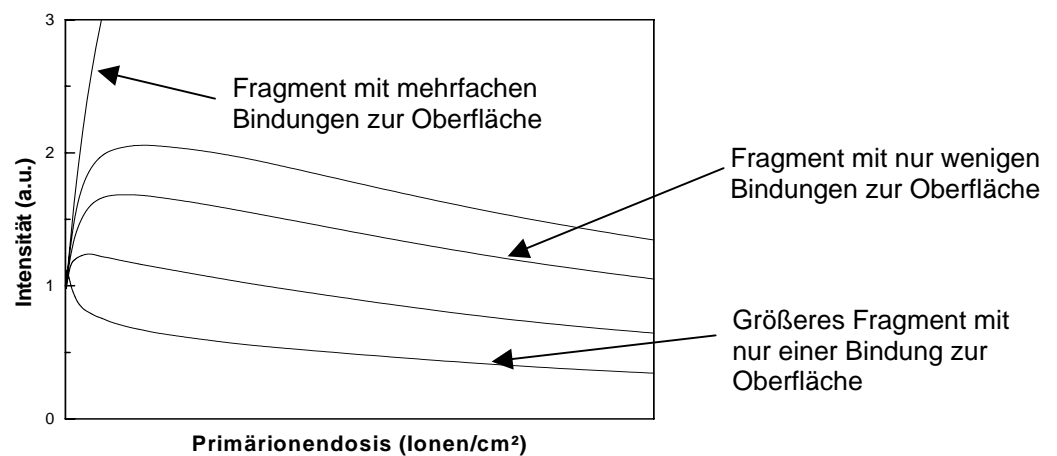 3
Fragment mit mehrfachen
Bindungen zur Oberfläche
2
Fragment mit nur wenigen
Bindungen zur Oberfläche
Intensität (a.u.)
1
Größeres Fragment mit
nur einer Bindung zur
Oberfläche
0
Primärionendosis (Ionen/cm²)